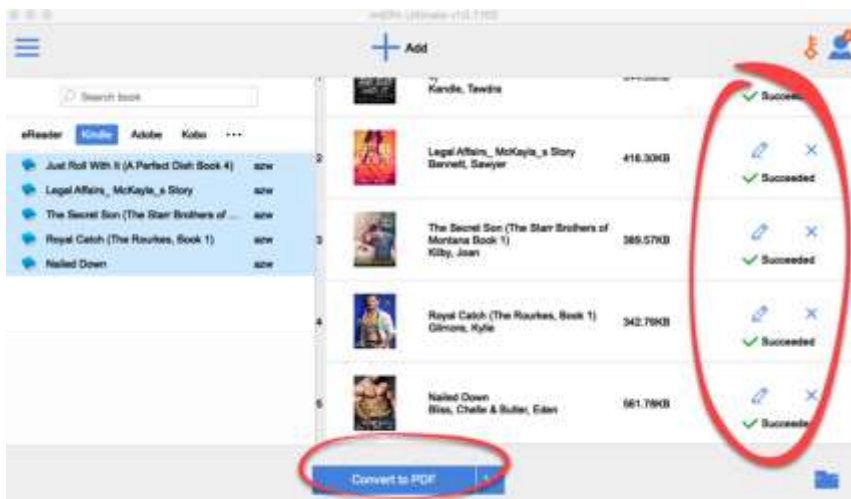 Add
Search book
eReader Kindle Adobe Kobo ...
Just Roll With It (A Perfect Dish Book 4) azw
Legal Affairs_ McKayla_s Story azw
The Secret Son (The Starr Brothers of ... azw
Royal Catch (The Rourkes, Book 1) azw
Nailed Down azw
Kandle, Tawdra
Succeeded
2
Legal Affairs_ McKayla_s Story
Bennett, Sawyer
416.30KB
Succeeded
3
The Secret Son (The Starr Brothers of
Montana Book 1)
Kilby, Joan
389.57KB
Succeeded
4
Royal Catch (The Rourkes, Book 1)
Gilmore, Kylie
342.76KB
Succeeded
5
Nailed Down
Bliss, Chelle & Butler, Eden
561.78KB
Succeeded
Convert to PDF